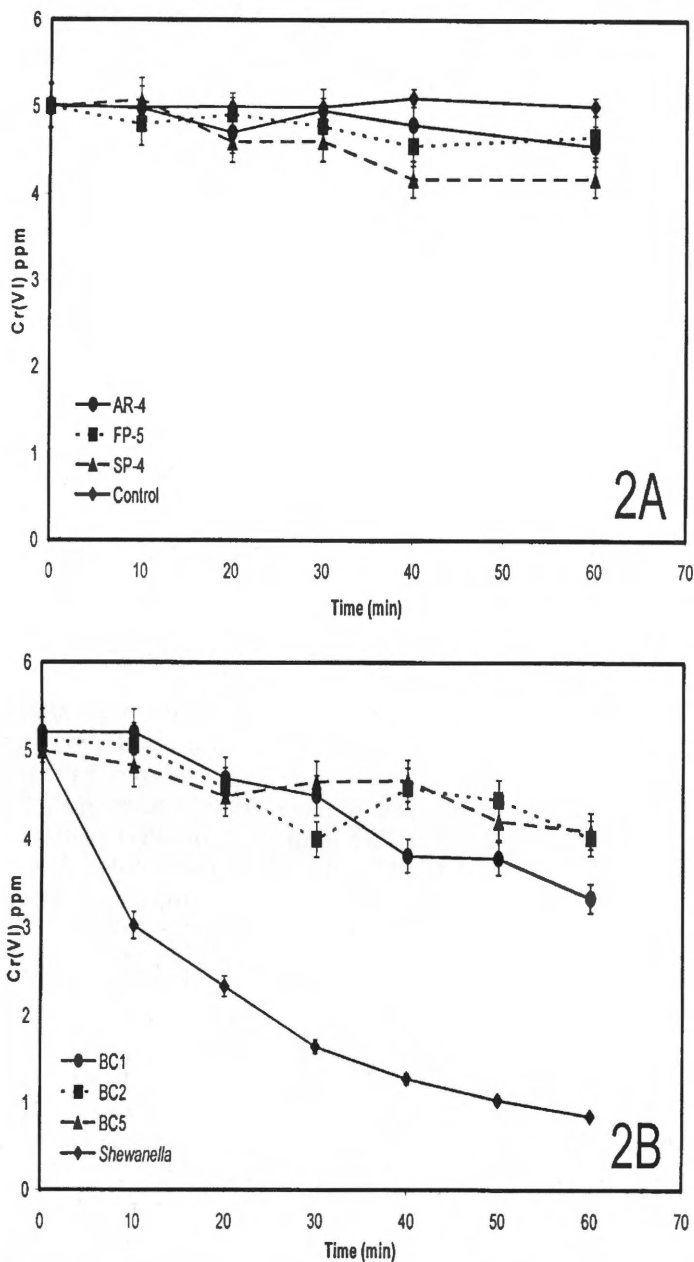 6
5
4
3
2
1
0
Cr(VI) ppm
AR-4
FP-5
SP-4
Control
2A
0 10 20 30 40 50 60 70
Time (min)
6
5
4
3
2
1
0
Cr(VI) ppm
BC1
BC2
BC5
Shewanella
2B
0 10 20 30 40 50 60 70
Time (min)